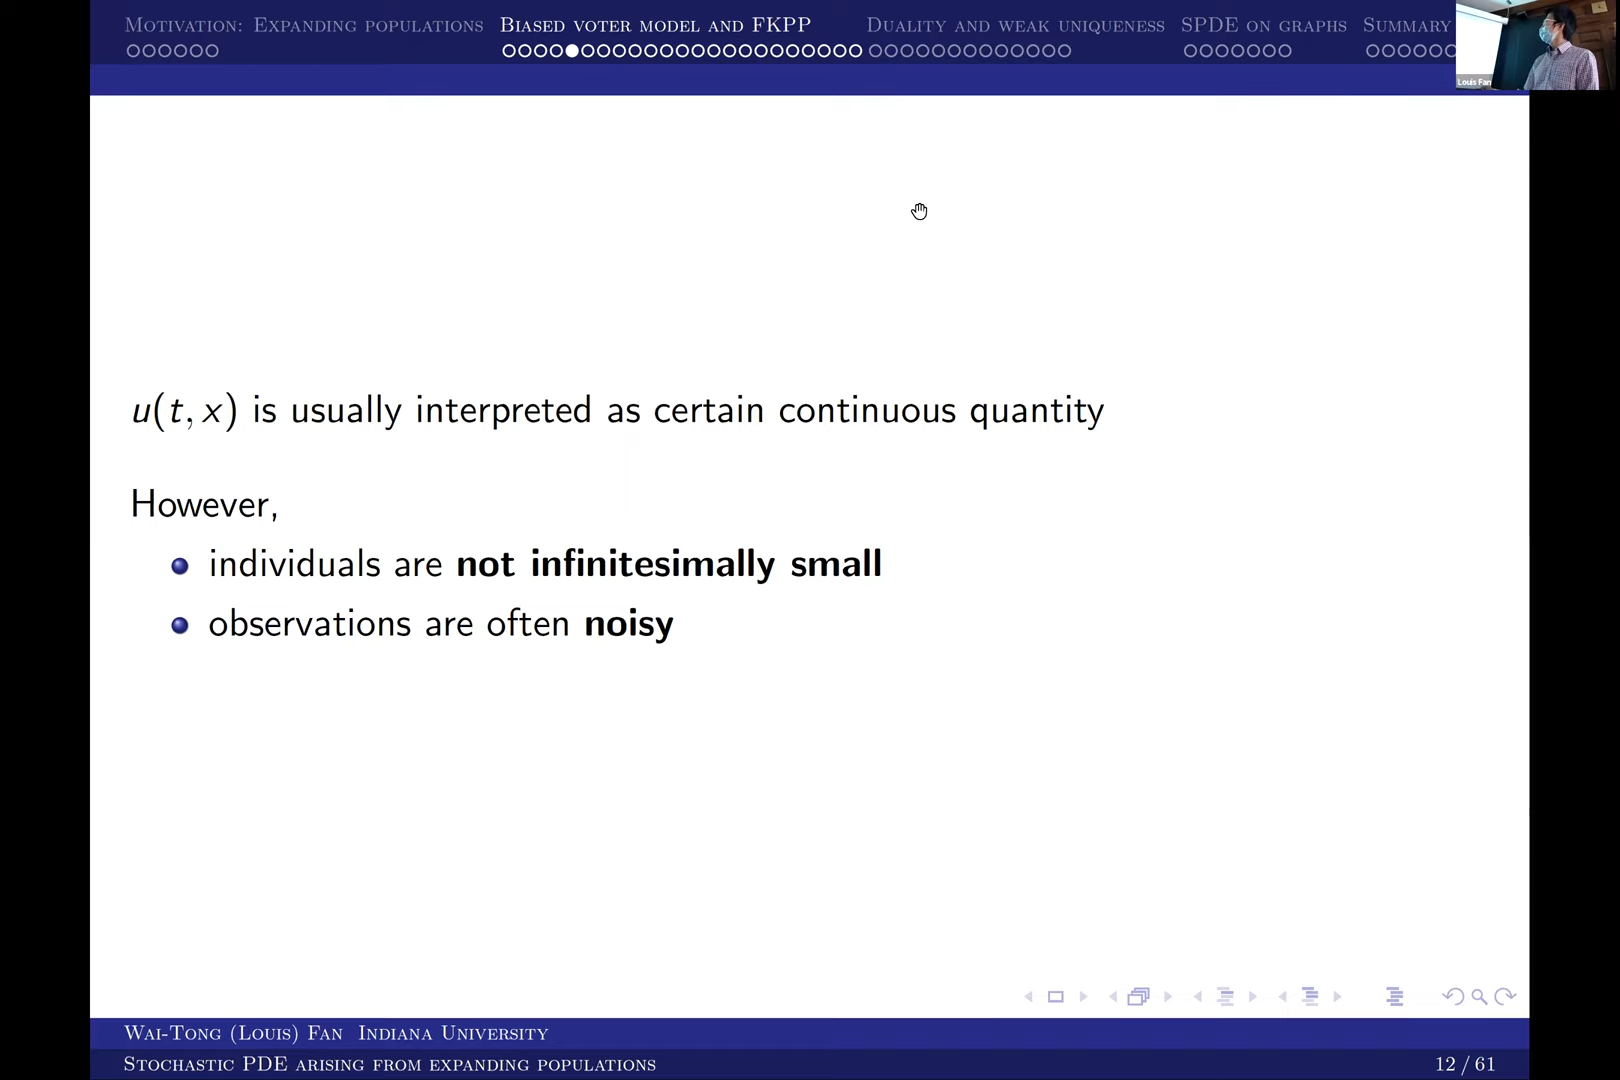 Motivation: Expanding populations Biased voter model and FKPP Duality and weak uniqueness SPDE on graphs Summary
Louis Fan
u(t, x) is usually interpreted as certain continuous quantity
However,
individuals are not infinitesimally small
observations are often noisy
Wai-Tong (Louis) Fan Indiana University
Stochastic PDE arising from expanding populations 12 / 61